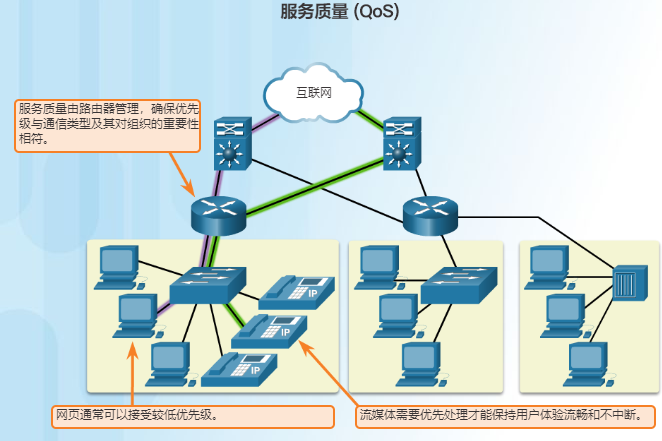 服务质量 (QoS)
互联网
服务质量由路由器管理，确保优先
级与通信类型及其对组织的重要性
相符。
IP
IP
IP
网页通常可以接受较低优先级。
流媒体需要优先处理才能保持用户体验流畅和不中断。